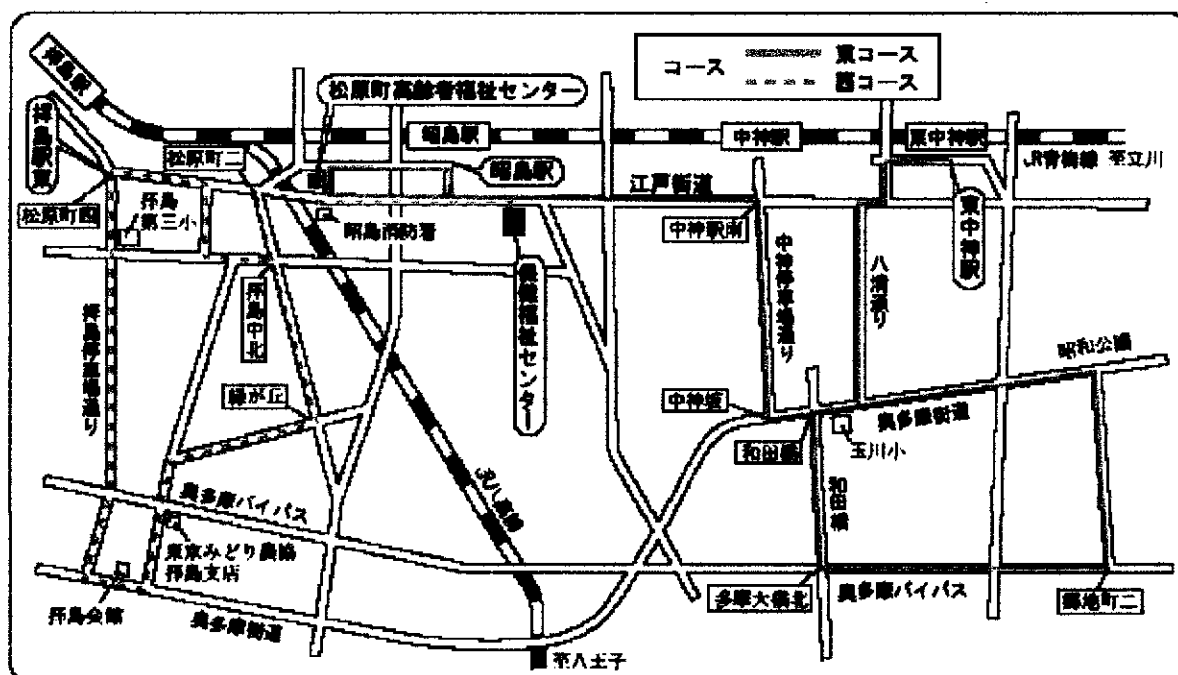 コース
東コース
西コース
拝島駅
松原町高齢者福祉センター
昭島駅
中神駅
東中神駅
拝島駅東
松原町二
昭島駅
JR青梅線 至立川
江戸街道
松原町四
拝島
第三小
昭島消防署
中神駅南
東中神駅
保健福祉センター
中神停車場通り
八清通り
拝島中北
拝島停車場通り
昭和公園
緑が丘
中神坂
奥多摩街道
和田橋
玉川小
JR八高線
和田橋
奥多摩バイパス
東京みどり農協
拝島支店
多摩大橋北
奥多摩バイパス
郷地町二
拝島会館
奥多摩街道
至八王子